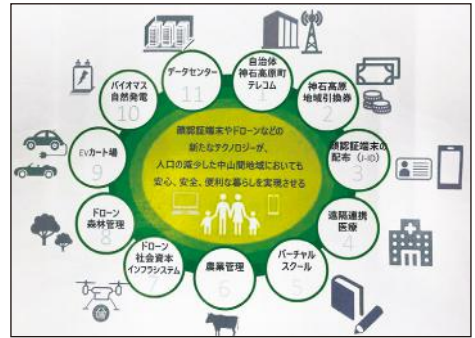 顔認証端末やドローンなどの
新たなテクノロジーが、
人口の減少した中山間地域においても
安心、安全、便利な暮らしを実現させる
自治体
神石高原町
テレコム
1
神石高原
地域引換券
2
顔認証端末の
配布（J-ID）
3
遠隔連携
医療
4
バーチャル
スクール
5
農業管理
6
ドローン
社会資本
インフラシステム
7
ドローン
森林管理
8
EVカート場
9
バイオマス
自然発電
10
データセンター
11